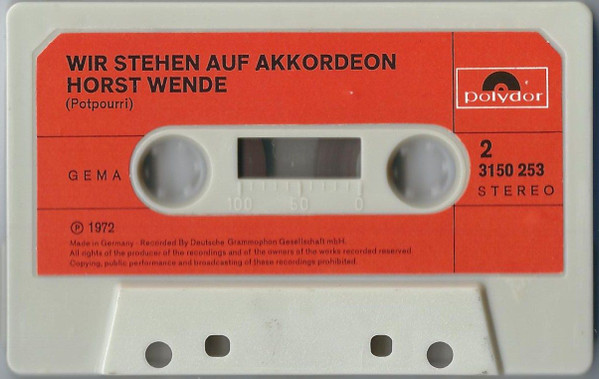 WIR STEHEN AUF AKKORDEON
HORST WENDE
(Potpourri)
polydor
GEMA
2
3150 253
STEREO
100 50 0
Ⓟ 1972
Made in Germany · Recorded By Deutsche Grammophon Gesellschaft mbH.
All rights of the producer of the recordings and of the owners of the works recorded reserved.
Copying, public performance and broadcasting of these recordings prohibited.